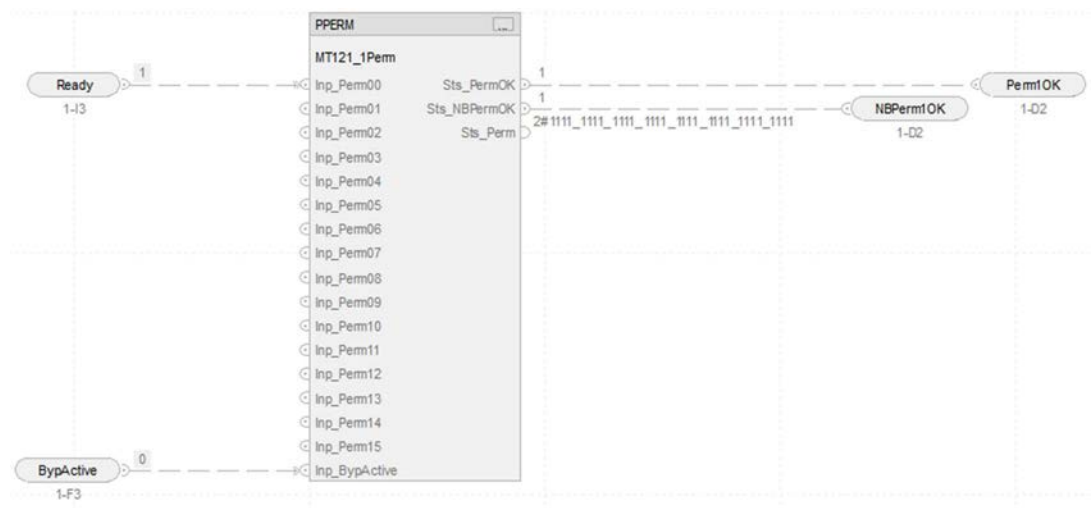 PPERM
...
MT121_1Perm
Ready
1-I3
1
Inp_Perm00
Sts_PermOK
1
Perm1OK
1-D2
Inp_Perm01
Sts_NBPermOK
1
NBPerm1OK
1-D2
Inp_Perm02
Sts_Perm
2#1111_1111_1111_1111_1111_1111_1111_1111
Inp_Perm03
Inp_Perm04
Inp_Perm05
Inp_Perm06
Inp_Perm07
Inp_Perm08
Inp_Perm09
Inp_Perm10
Inp_Perm11
Inp_Perm12
Inp_Perm13
Inp_Perm14
Inp_Perm15
BypActive
1-F3
0
Inp_BypActive